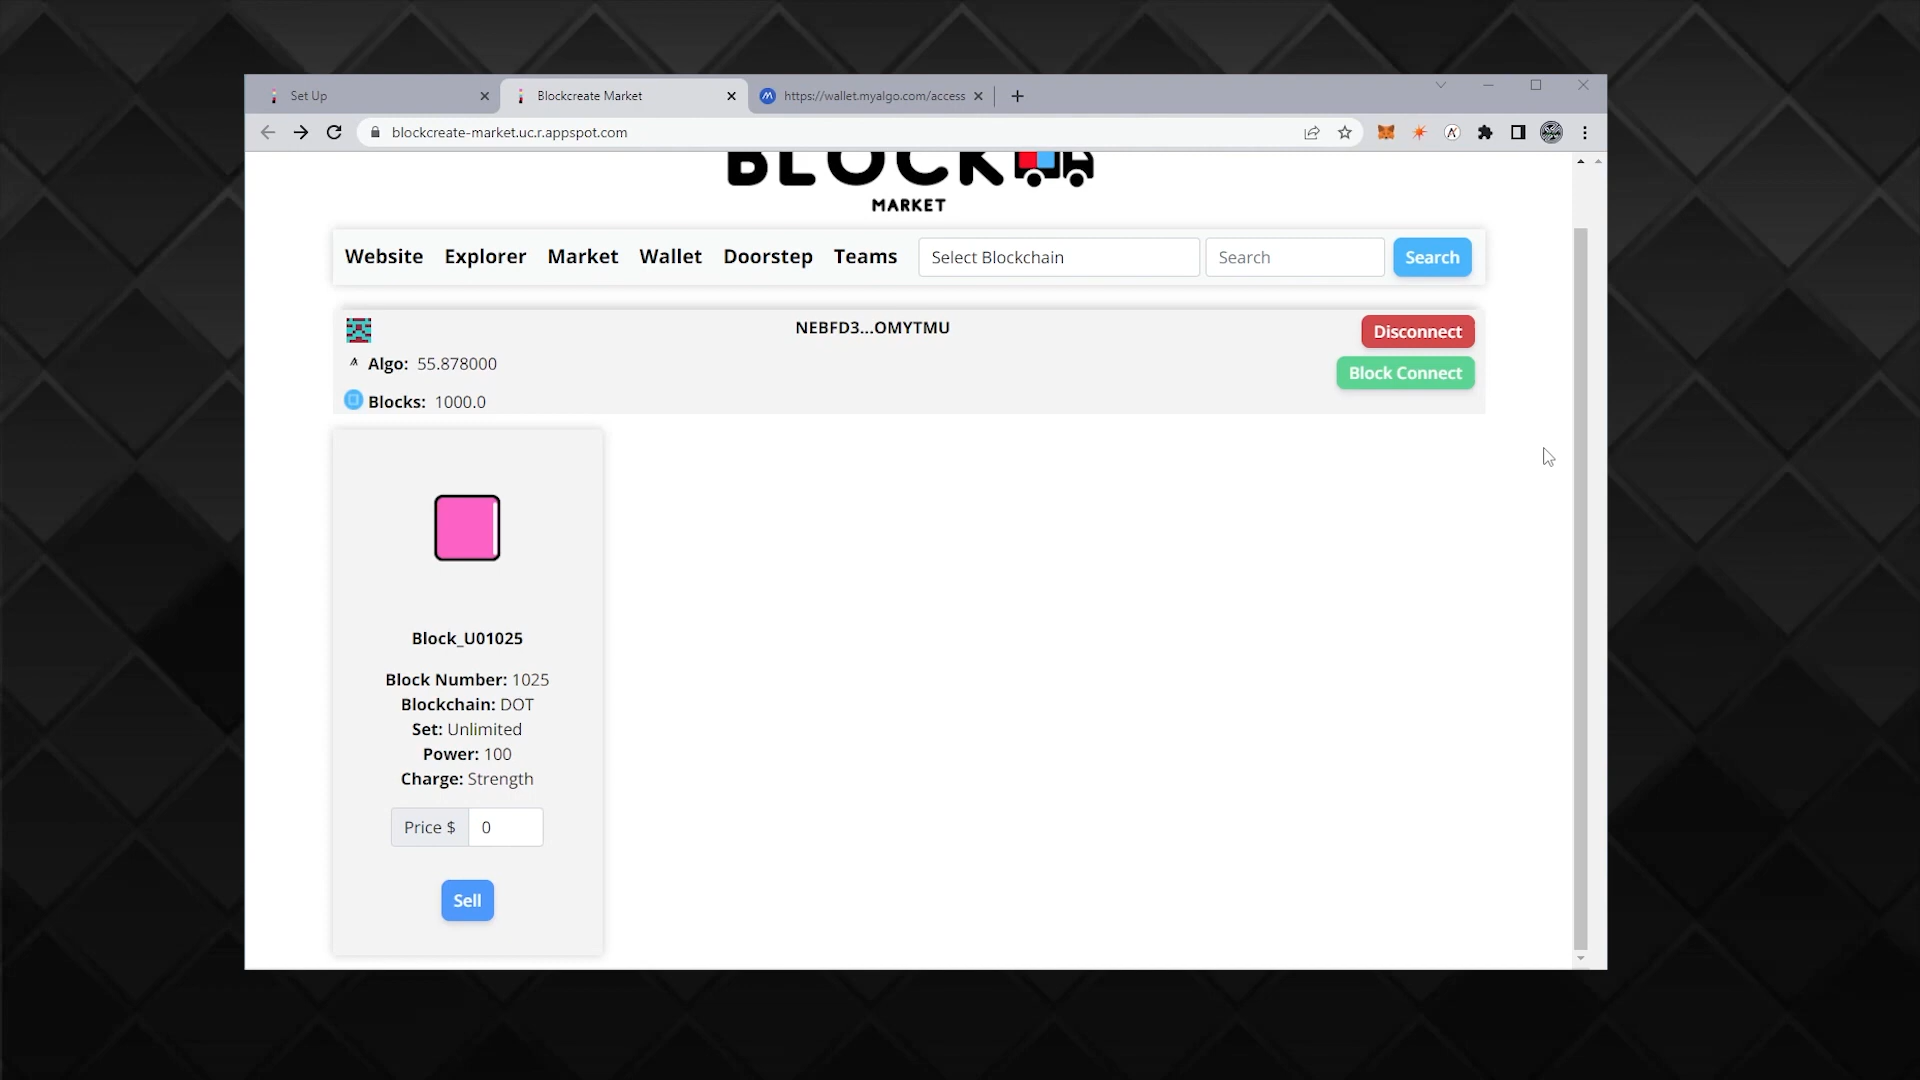 Set Up
Blockcreate Market
https://wallet.myalgo.com/access
blockcreate-market.uc.r.appspot.com
BLOCK
MARKET
Website Explorer Market Wallet Doorstep Teams Select Blockchain Search Search
NEBFD3...OMYTMU
Disconnect
Algo: 55.878000
Block Connect
Blocks: 1000.0
Block_U01025
Block Number: 1025
Blockchain: DOT
Set: Unlimited
Power: 100
Charge: Strength
Price $ 0
Sell